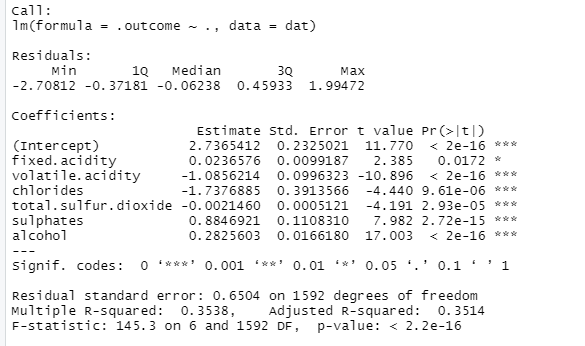 Call:
lm(formula = .outcome ~ ., data = dat)
Residuals:
Min 1Q Median 3Q Max
-2.70812 -0.37181 -0.06238 0.45933 1.99472
Coefficients:
Estimate Std. Error t value Pr(>|t|)
(Intercept) 2.7365412 0.2325021 11.770 < 2e-16 ***
fixed.acidity 0.0236576 0.0099187 2.385 0.0172 *
volatile.acidity -1.0856214 0.0996323 -10.896 < 2e-16 ***
chlorides -1.7376885 0.3913566 -4.440 9.61e-06 ***
total.sulfur.dioxide -0.0021460 0.0005121 -4.191 2.93e-05 ***
sulphates 0.8846921 0.1108310 7.982 2.72e-15 ***
alcohol 0.2825603 0.0166180 17.003 < 2e-16 ***
---
Signif. codes: 0 ‘***’ 0.001 ‘**’ 0.01 ‘*’ 0.05 ‘.’ 0.1 ‘ ’ 1
Residual standard error: 0.6504 on 1592 degrees of freedom
Multiple R-squared: 0.3538, Adjusted R-squared: 0.3514
F-statistic: 145.3 on 6 and 1592 DF, p-value: < 2.2e-16